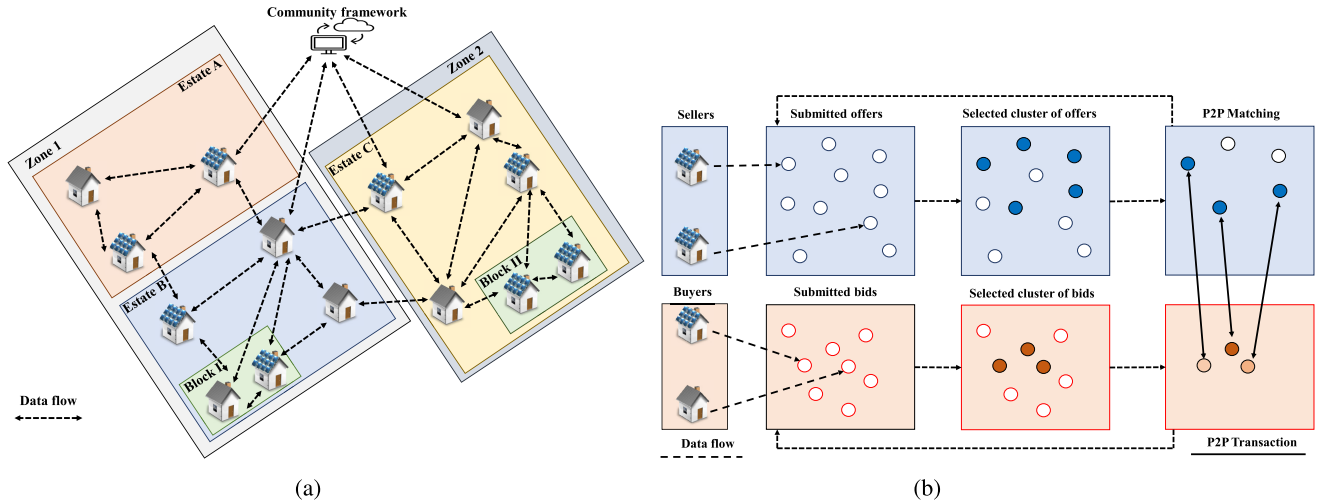 Community framework
Zone 1
Estate A
Zone 2
Estate C
Estate B
Block II
Block I
Data flow
(a)
Sellers
Submitted offers
Selected cluster of offers
P2P Matching
Buyers
Submitted bids
Selected cluster of bids
Data flow
P2P Transaction
(b)